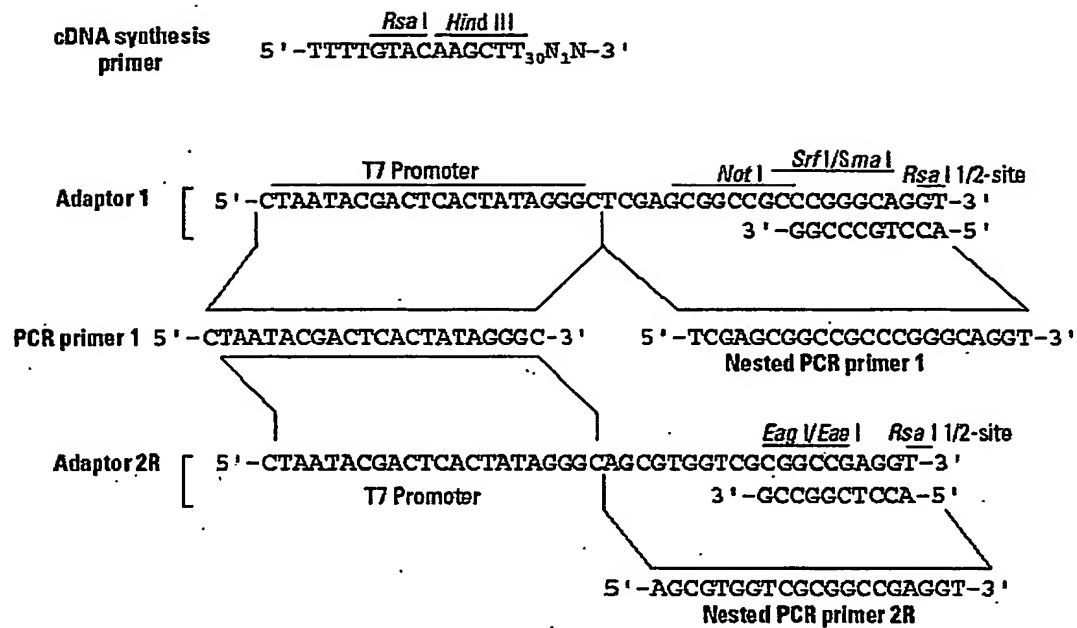 Rsa I Hind III
cDNA synthesis primer 5'-TTTTGTACAAGCTT₃₀N₁N-3'
T7 Promoter Not I Srf I/Sma I Rsa I 1/2-site
Adaptor 1 5'-CTAATACGACTCACTATAGGGCTCGAGCGGCCGCCCGGGCAGGT-3'
3'-GGCCCGTCCA-5'
PCR primer 1 5'-CTAATACGACTCACTATAGGGC-3' 5'-TCGAGCGGCCGCCCGGGCAGGT-3'
Nested PCR primer 1
Eag I/Eae I Rsa I 1/2-site
Adaptor 2R 5'-CTAATACGACTCACTATAGGGCAGCGTGGTCGCGGCCGAGGT-3'
T7 Promoter 3'-GCCGGCTCCA-5'
5'-AGCGTGGTCGCGGCCGAGGT-3'
Nested PCR primer 2R